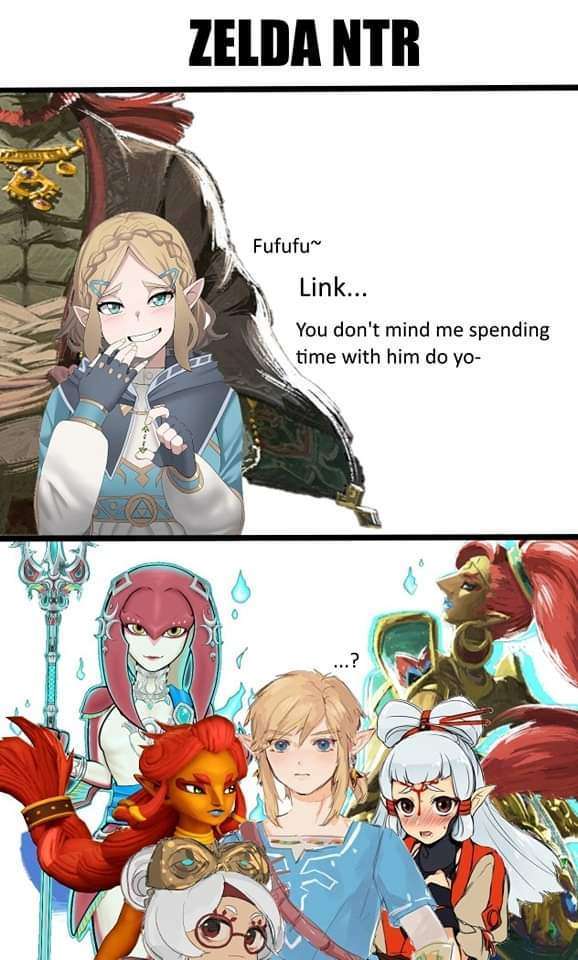 ZELDA NTR
Fufufu~
Link...
You don't mind me spending
time with him do yo-
...?